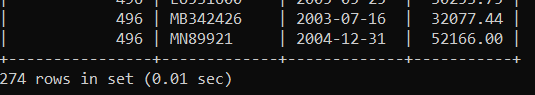 496 | MB342426 | 2003-07-16 | 32077.44 |
496 | MN89921 | 2004-12-31 | 52166.00 |
274 rows in set (0.01 sec)